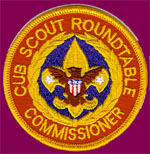 CUB SCOUT ROUNDTABLE
COMMISSIONER